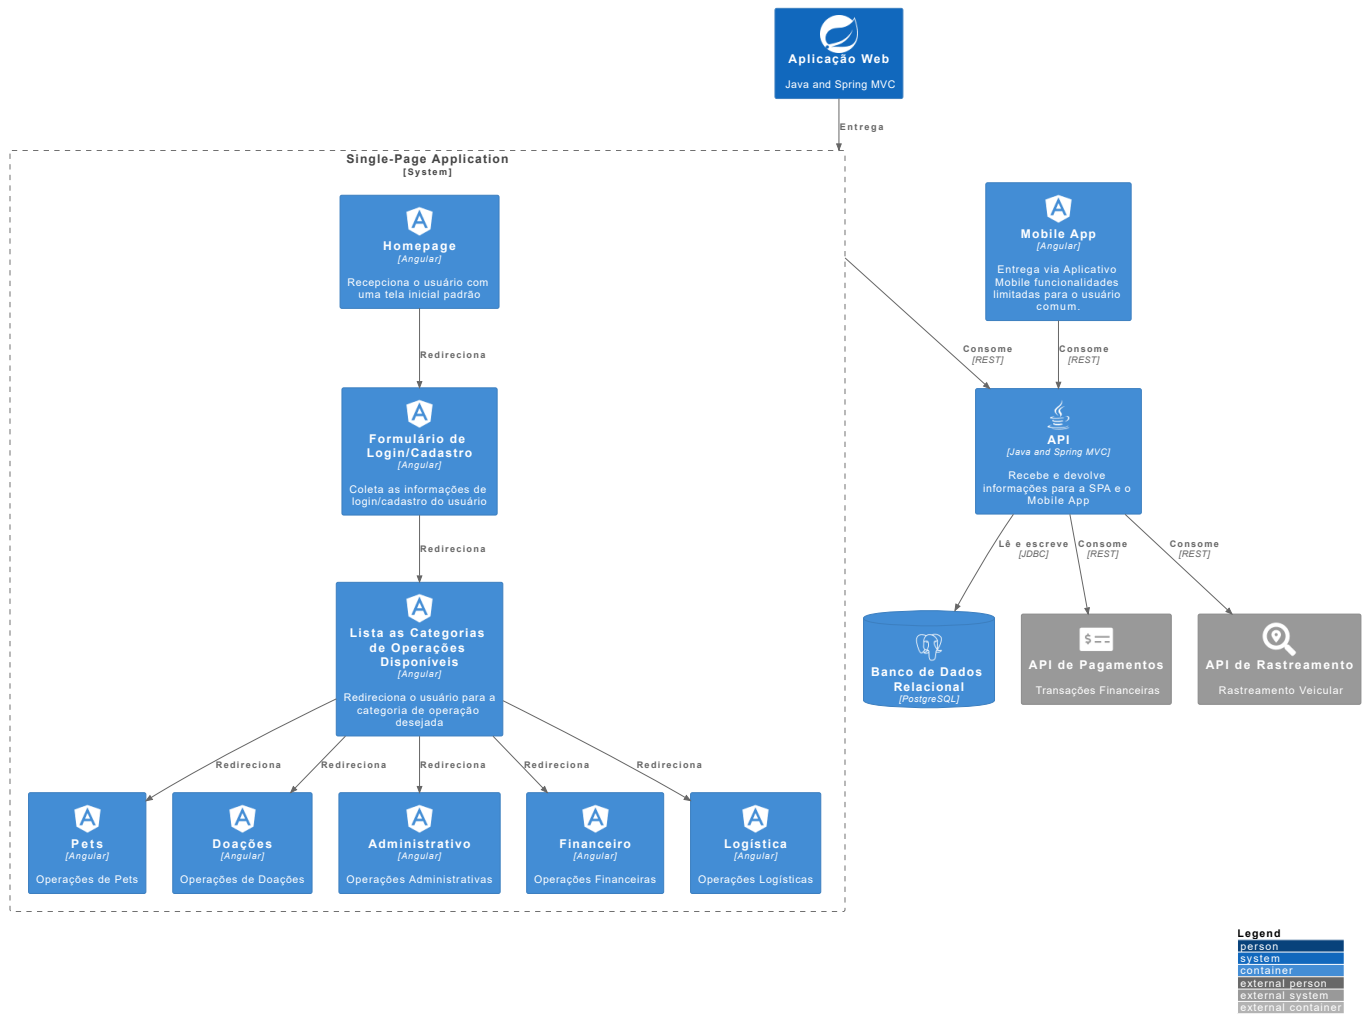 Aplicação Web
Java and Spring MVC
Entrega
Single-Page Application
[System]
Homepage
[Angular]
Recepciona o usuário com
uma tela inicial padrão
Mobile App
[Angular]
Entrega via Aplicativo
Mobile funcionalidades
limitadas para o usuário
comum.
Redireciona
Consome
[REST]
Consome
[REST]
Formulário de
Login/Cadastro
[Angular]
Coleta as informações de
login/cadastro do usuário
API
[Java and Spring MVC]
Recebe e devolve
informações para a SPA e o
Mobile App
Redireciona
Lê e escreve
[JDBC]
Consome
[REST]
Consome
[REST]
Lista as Categorias
de Operações
Disponíveis
[Angular]
Redireciona o usuário para a
categoria de operação
desejada
Banco de Dados
Relacional
[PostgreSQL]
API de Pagamentos
Transações Financeiras
API de Rastreamento
Rastreamento Veicular
Redireciona
Redireciona
Redireciona
Redireciona
Redireciona
Pets
[Angular]
Operações de Pets
Doações
[Angular]
Operações de Doações
Administrativo
[Angular]
Operações Administrativas
Financeiro
[Angular]
Operações Financeiras
Logística
[Angular]
Operações Logísticas
Legend
person
system
container
external person
external system
external container